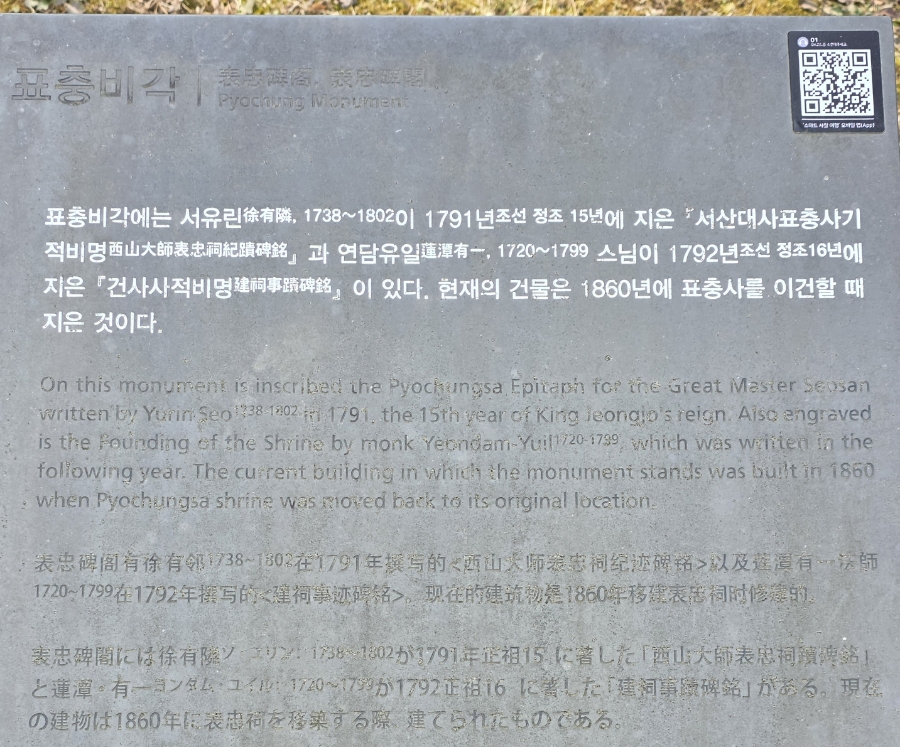 표충비각 | 表忠碑閣, 表忠碑閣
Pyochung Monument
01
표충비각에는 서유린徐有隣, 1738~1802이 1791년조선 정조 15년에 지은 『서산대사표충사기
적비명西山大師表忠祠紀蹟碑銘』과 연담유일蓮潭有一, 1720~1799 스님이 1792년조선 정조16년에
지은 『건사사적비명建祠事蹟碑銘』이 있다. 현재의 건물은 1860년에 표충사를 이건할 때
지은 것이다.
On this monument is inscribed the Pyochungsa Epitaph for the Great Master Seosan
written by Yurin Seo1738-1802 in 1791, the 15th year of King Jeongjo's reign. Also engraved
is the Founding of the Shrine by monk Yeondam-Yuil1720-1799, which was written in the
following year. The current building in which the monument stands was built in 1860
when Pyochungsa shrine was moved back to its original location.
表忠碑阁有徐有邻1738~1802在1791年撰写的<西山大师表忠祠纪迹碑铭>以及莲潭有一法師
1720~1799在1792年撰写的<建祠事迹碑铭>。现在的建筑物是1860年移建表忠祠时修建的。
表忠碑閣には徐有隣ソ・ユリン: 1738~1802が1791年正祖15 に著した「西山大師表忠祠蹟碑銘」
と蓮潭・有一ヨンダム・ユイル: 1720~1799が1792正祖16 に著した「建祠事蹟碑銘」がある。現在
の建物は1860年に表忠祠を移築する際 建てられたものである。